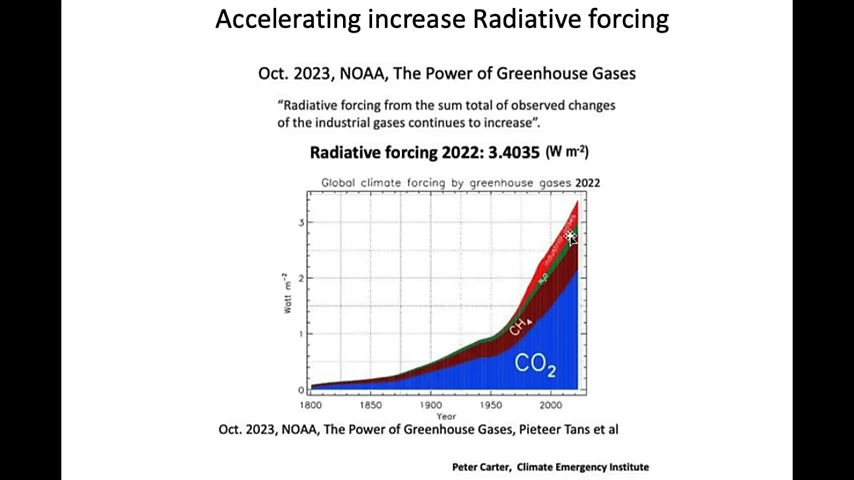 Accelerating increase Radiative forcing
Oct. 2023, NOAA, The Power of Greenhouse Gases
“Radiative forcing from the sum total of observed changes
of the industrial gases continues to increase”.
Radiative forcing 2022: 3.4035 (W m-2)
Global climate forcing by greenhouse gases 2022
3
2
1
0
Watt m-2
N2O
CH4
CO2
1800 1850 1900 1950 2000
Year
Oct. 2023, NOAA, The Power of Greenhouse Gases, Pieteer Tans et al
Peter Carter, Climate Emergency Institute